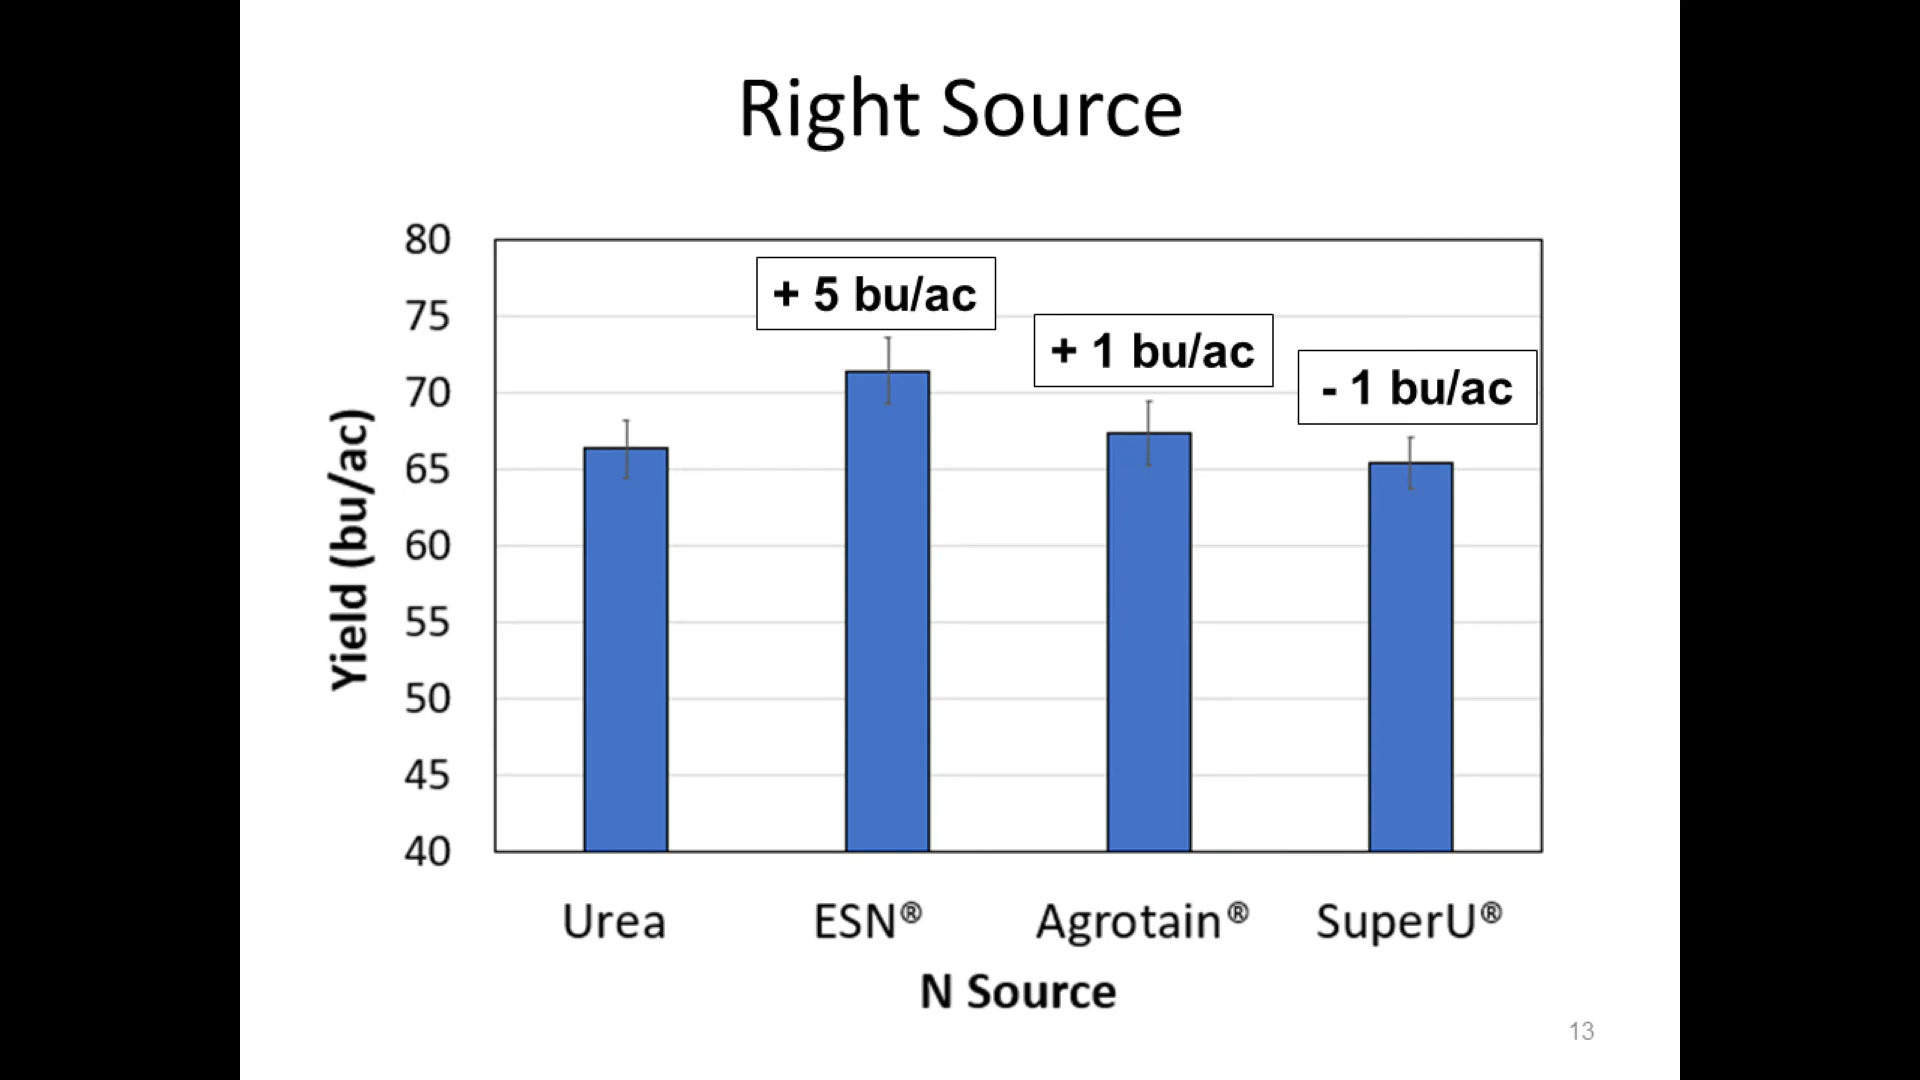 Right Source
80
75
70
65
60
55
50
45
40
Yield (bu/ac)
+ 5 bu/ac
+ 1 bu/ac
- 1 bu/ac
Urea ESN® Agrotain® SuperU®
N Source
13